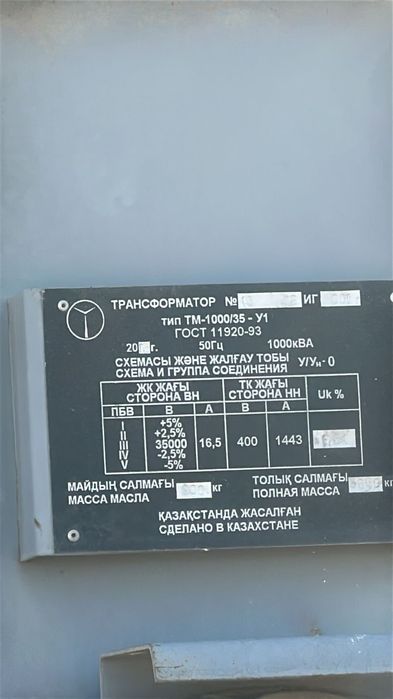 ТРАНСФОРМАТОР № ИГ
тип ТМ-1000/35 - У1
ГОСТ 11920-93
20 г. 50Гц 1000кВА
СХЕМАСЫ ЖӘНЕ ЖАЛҒАУ ТОБЫ
СХЕМА И ГРУППА СОЕДИНЕНИЯ У/Ун- 0
ЖК ЖАҒЫ ТК ЖАҒЫ
СТОРОНА ВН СТОРОНА НН Uk %
ПБВ В А В А
I +5%
II +2,5%
III 35000 16,5 400 1443
IV -2,5%
V -5%
МАЙДЫҢ САЛМАҒЫ ТОЛЫҚ САЛМАҒЫ
МАССА МАСЛА кг ПОЛНАЯ МАССА кг
ҚАЗАҚСТАНДА ЖАСАЛҒАН
СДЕЛАНО В КАЗАХСТАНЕ